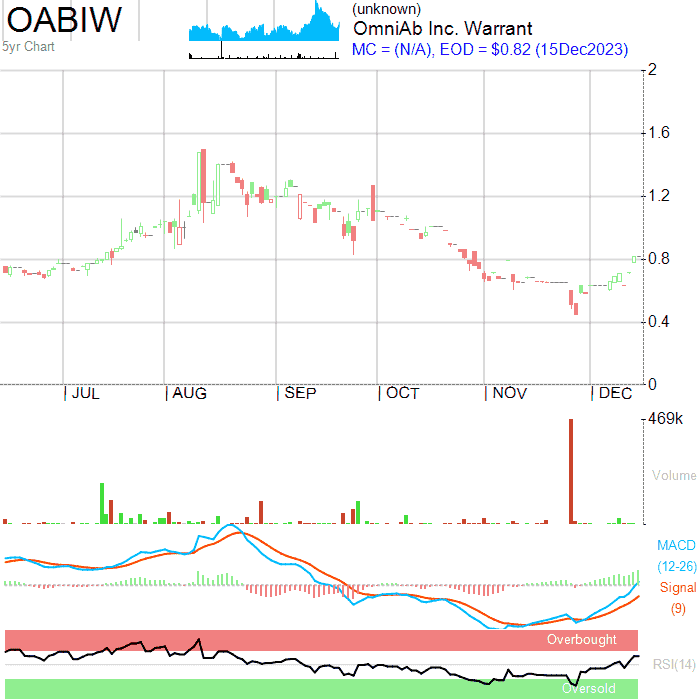 OABIW
5yr Chart
(unknown)
OmniAb Inc. Warrant
MC = (N/A), EOD = $0.82 (15Dec2023)
2
1.6
1.2
0.8
0.4
0
JUL AUG SEP OCT NOV DEC
469k
Volume
MACD
(12-26)
Signal
(9)
Overbought
RSI(14)
Oversold